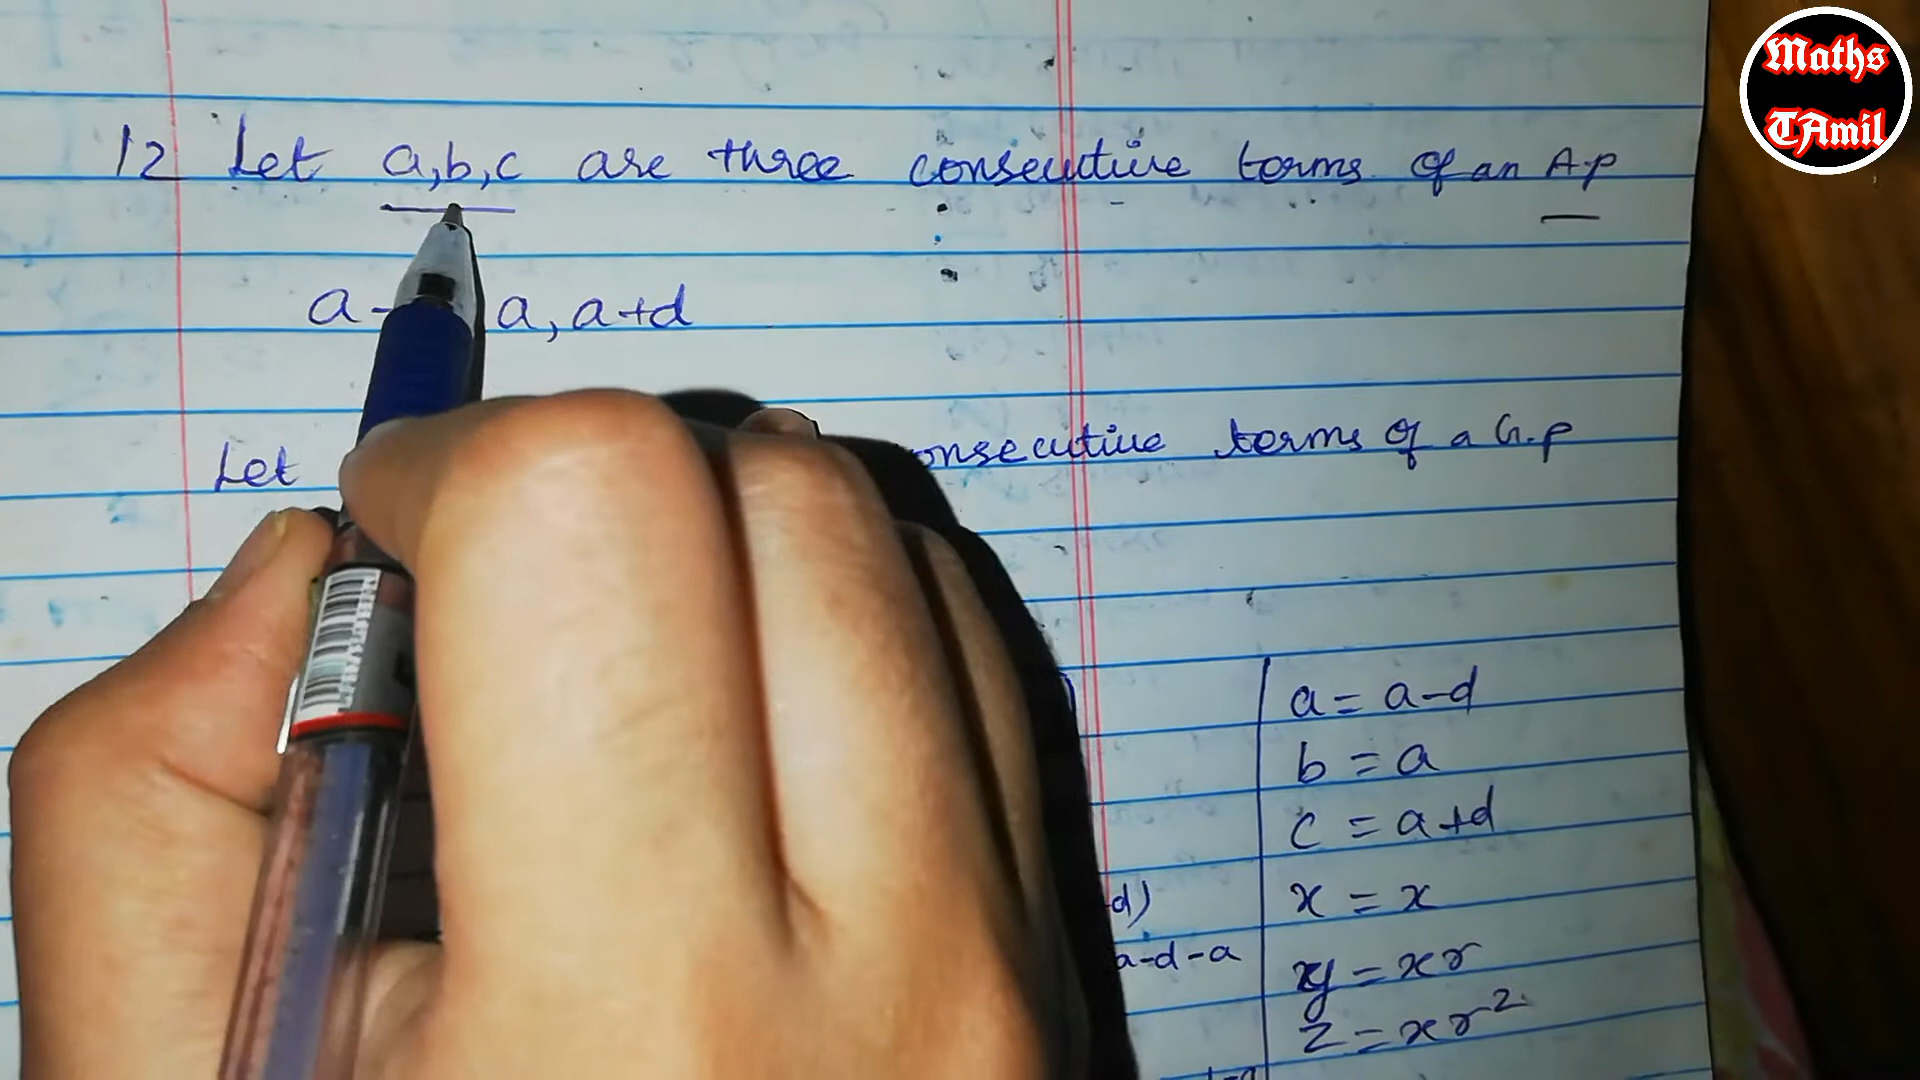 Maths
TAmil
12 Let a,b,c are three consecutive terms of an A.P
a- a, a+d
Let onsecutive terms of a G.P
a = a-d
b = a
c = a+d
d) x = x
a-d-a y = xr
z = xr²